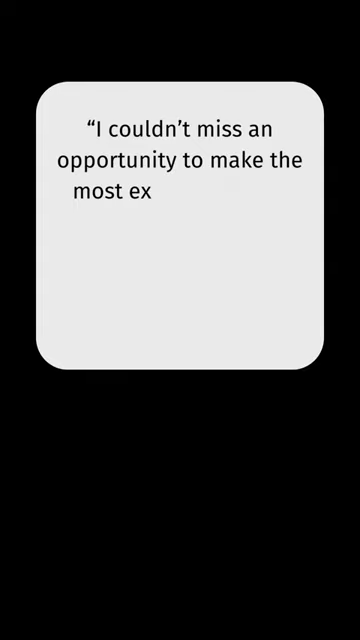 “I couldn’t miss an
opportunity to make the
most ex